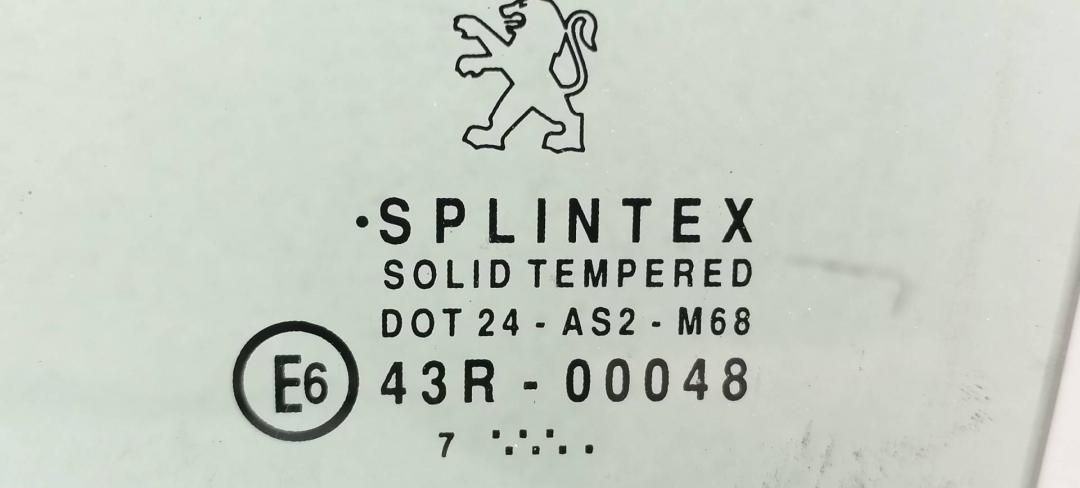 ·SPLINTEX
SOLID TEMPERED
DOT 24 - AS2 - M68
E6 43R - 00048
7